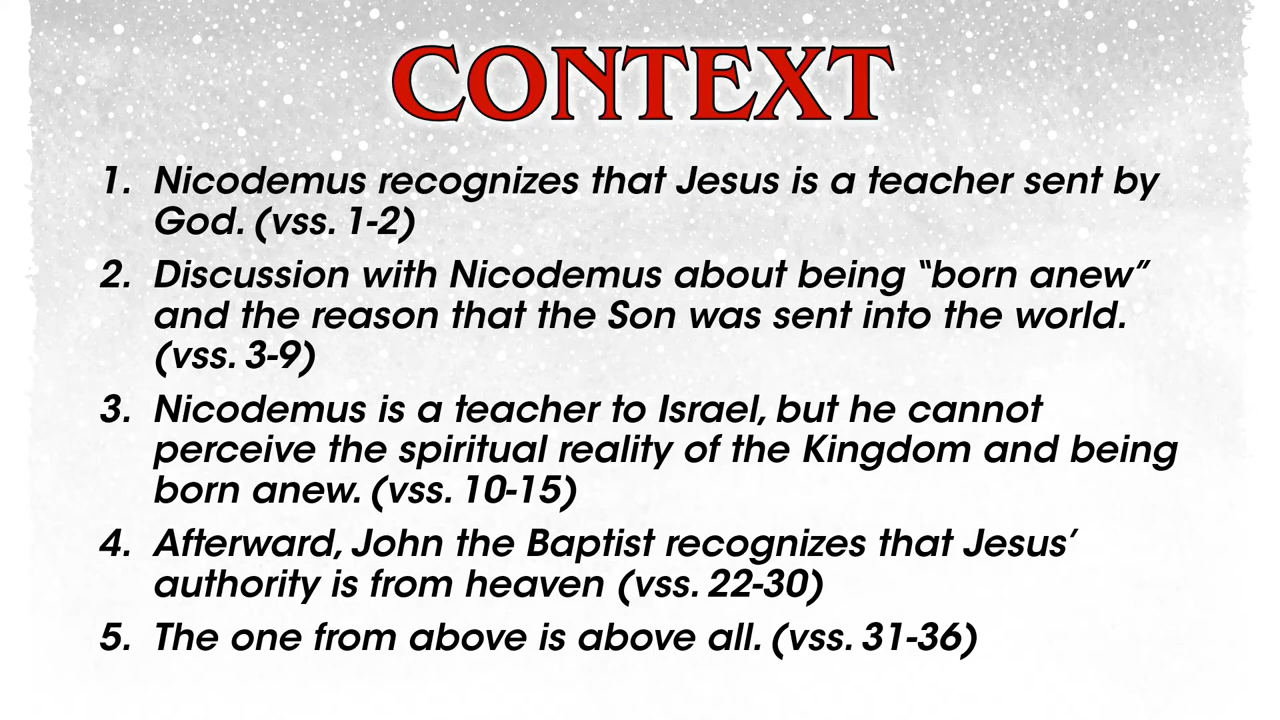 CONTEXT
1. Nicodemus recognizes that Jesus is a teacher sent by
God. (vss. 1-2)
2. Discussion with Nicodemus about being “born anew”
and the reason that the Son was sent into the world.
(vss. 3-9)
3. Nicodemus is a teacher to Israel, but he cannot
perceive the spiritual reality of the Kingdom and being
born anew. (vss. 10-15)
4. Afterward, John the Baptist recognizes that Jesus’
authority is from heaven (vss. 22-30)
5. The one from above is above all. (vss. 31-36)